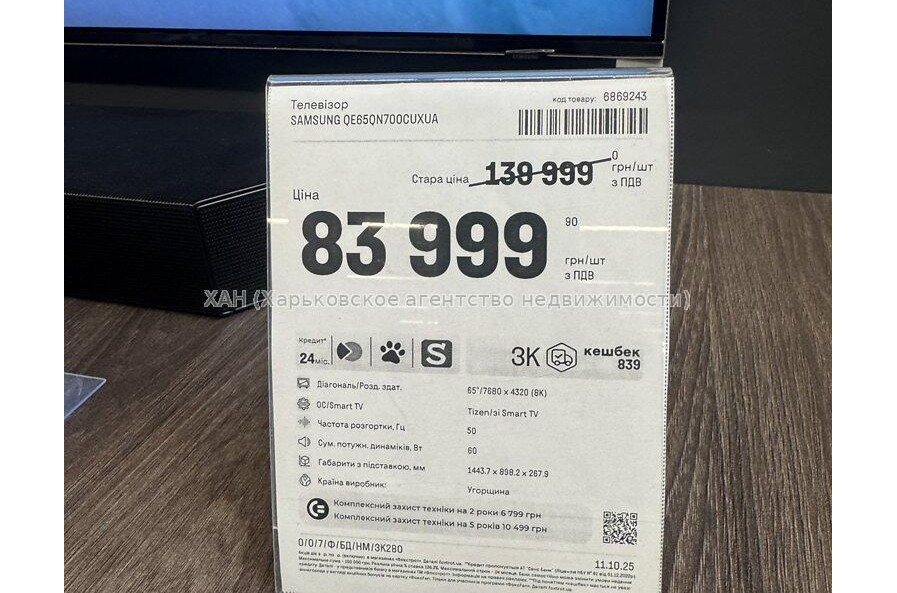 Телевізор
SAMSUNG QE65QN700CUXUA
код товару: 6869243
Стара ціна 139 999 0 грн/шт з ПДВ
Ціна
83 999 90 грн/шт з ПДВ
ХАН (Харьковское агентство недвижимости)
Кредит*
24 міс.
S
3К
кешбек
839
Діагональ/Розд. здат. 65"/7680 x 4320 (8K)
ОС/Smart TV Tizen/зі Smart TV
Частота розгортки, Гц 50
Сум. потужн. динаміків, Вт 60
Габарити з підставкою, мм 1443.7 x 898.2 x 267.9
Країна виробник: Угорщина
Комплексний захист техніки на 2 роки 6 799 грн
Комплексний захист техніки на 5 років 10 499 грн
0/0/7/Ф/БД/НМ/3К280
11.10.25